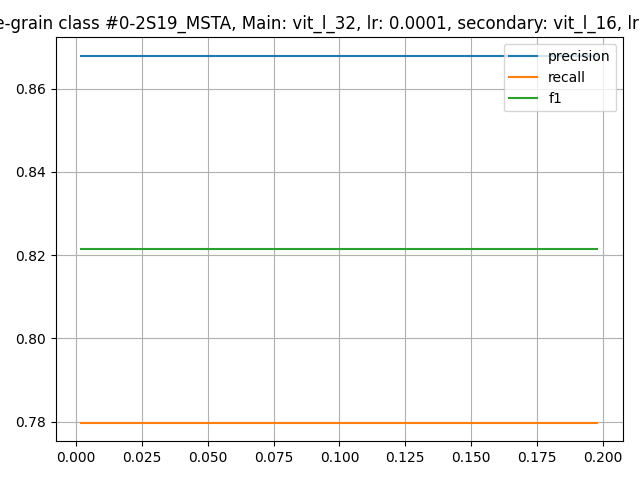 e-grain class #0-2S19_MSTA, Main: vit_l_32, lr: 0.0001, secondary: vit_l_16, lr
precision
recall
f1
0.86
0.84
0.82
0.80
0.78
0.000 0.025 0.050 0.075 0.100 0.125 0.150 0.175 0.200